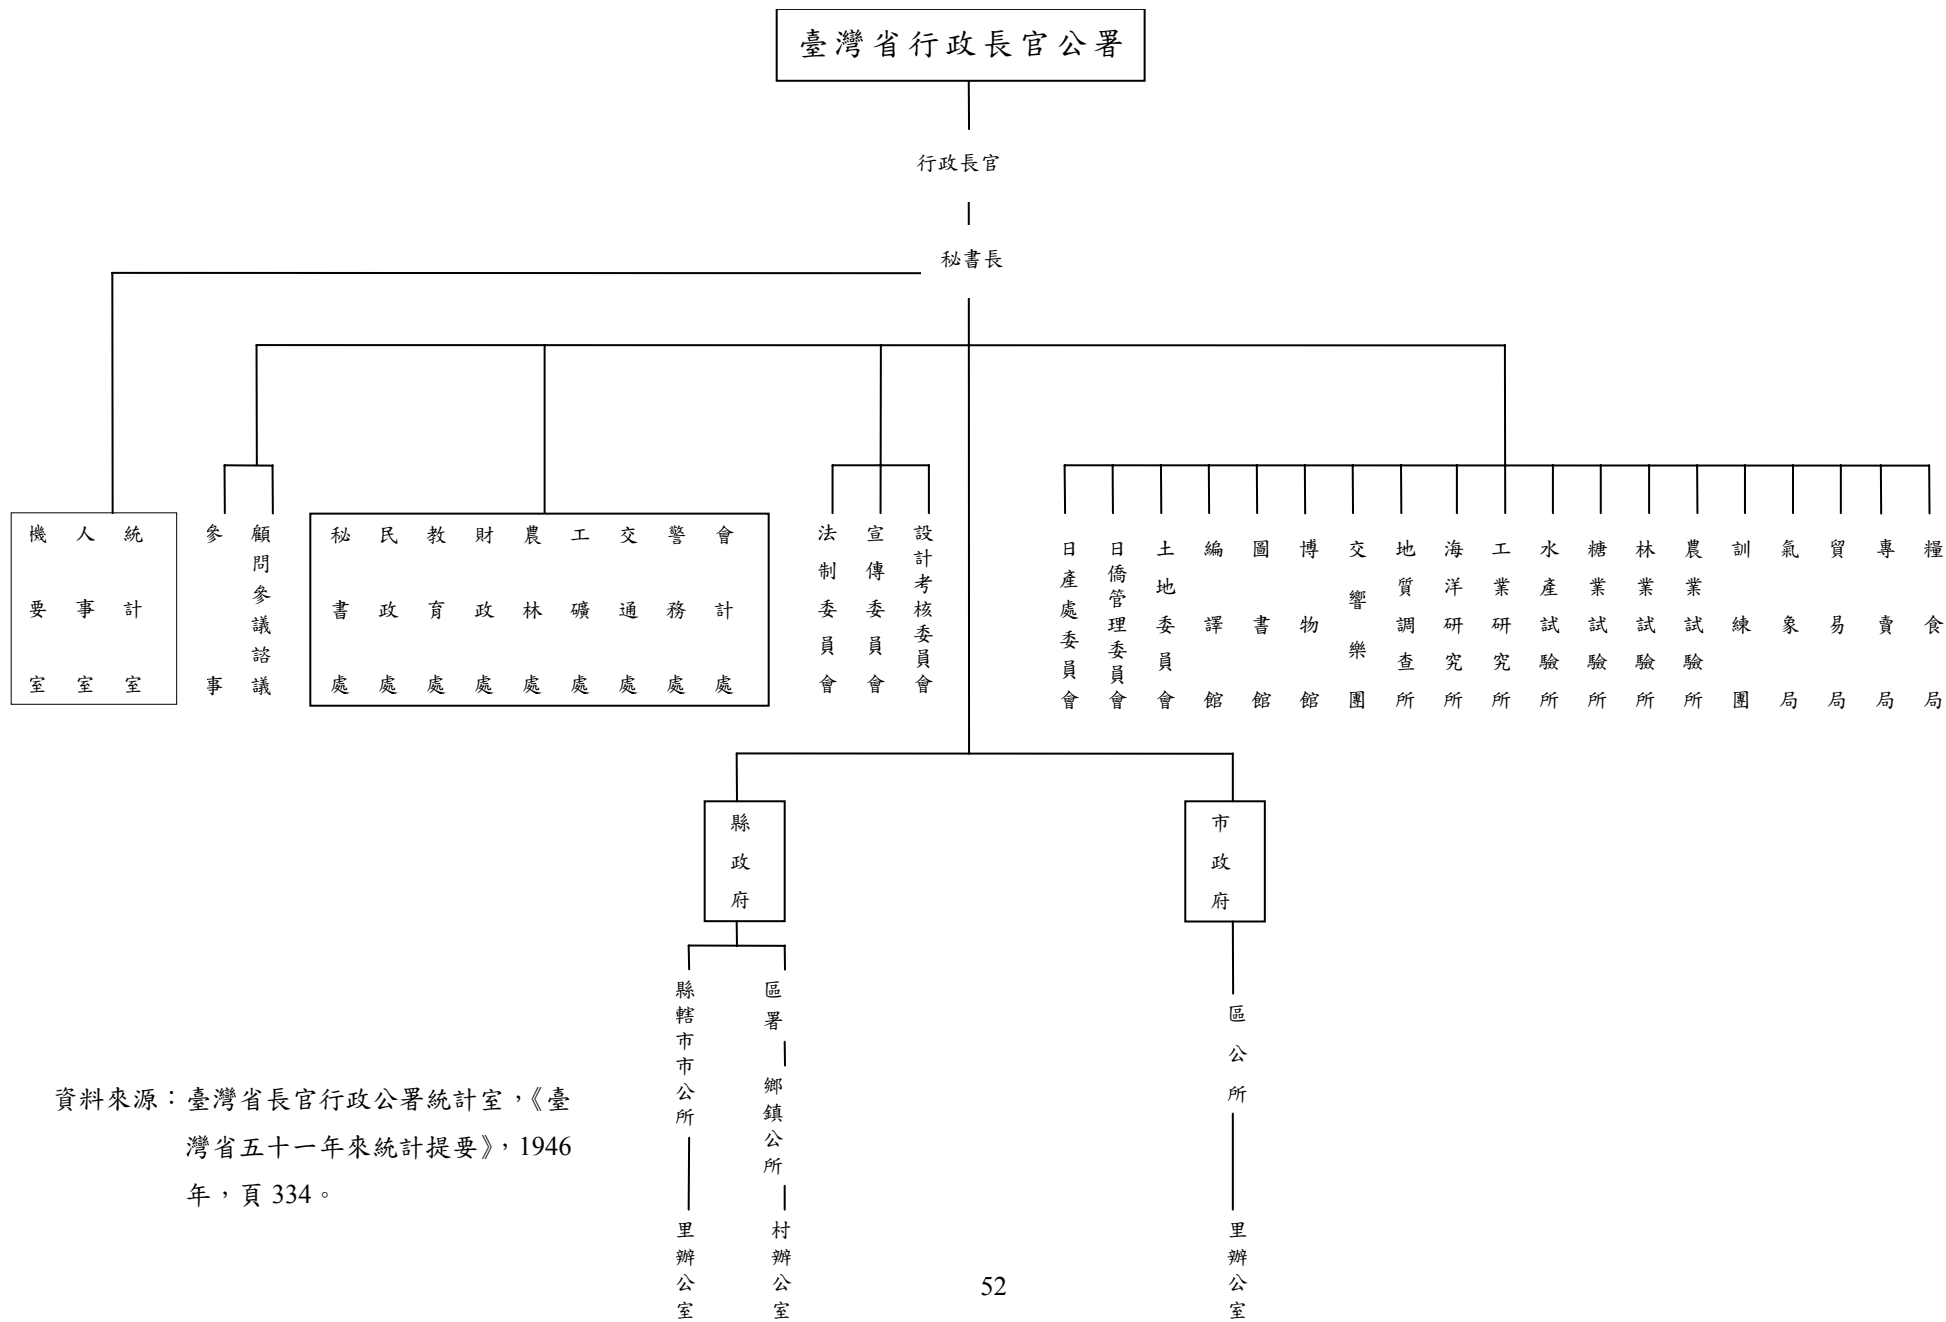 臺灣省行政長官公署
行政長官
秘書長
機要室
人事室
統計室
參事
顧問參議諮議
秘書處
民政處
教育處
財政處
農林處
工礦處
交通處
警務處
會計處
法制委員會
宣傳委員會
設計考核委員會
日產處委員會
日僑管理委員會
土地委員會
編譯館
圖書館
博物館
交響樂團
地質調查所
海洋研究所
工業研究所
水產試驗所
糖業試驗所
林業試驗所
農業試驗所
訓練團
氣象局
貿易局
專賣局
糧食局
縣政府
市政府
縣轄市市公所
區署
鄉鎮公所
區公所
里辦公室
村辦公室
里辦公室
資料來源：臺灣省長官行政公署統計室，《臺
灣省五十一年來統計提要》，1946
年，頁 334。
52